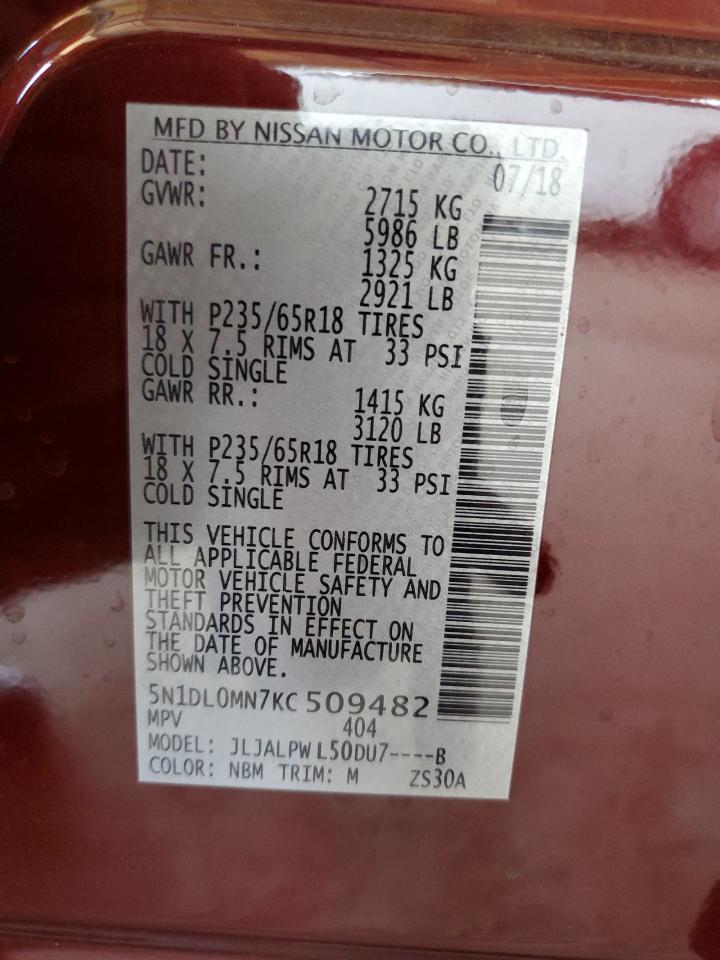 MFD BY NISSAN MOTOR CO., LTD.
DATE: 07/18
GVWR: 2715 KG
5986 LB
GAWR FR.: 1325 KG
2921 LB
WITH P235/65R18 TIRES
18 X 7.5 RIMS AT 33 PSI
COLD SINGLE
GAWR RR.: 1415 KG
3120 LB
WITH P235/65R18 TIRES
18 X 7.5 RIMS AT 33 PSI
COLD SINGLE
THIS VEHICLE CONFORMS TO
ALL APPLICABLE FEDERAL
MOTOR VEHICLE SAFETY AND
THEFT PREVENTION
STANDARDS IN EFFECT ON
THE DATE OF MANUFACTURE
SHOWN ABOVE.
5N1DL0MN7KC 509482
MPV 404
MODEL: JLJALPW L50DU7----B
COLOR: NBM TRIM: M ZS30A